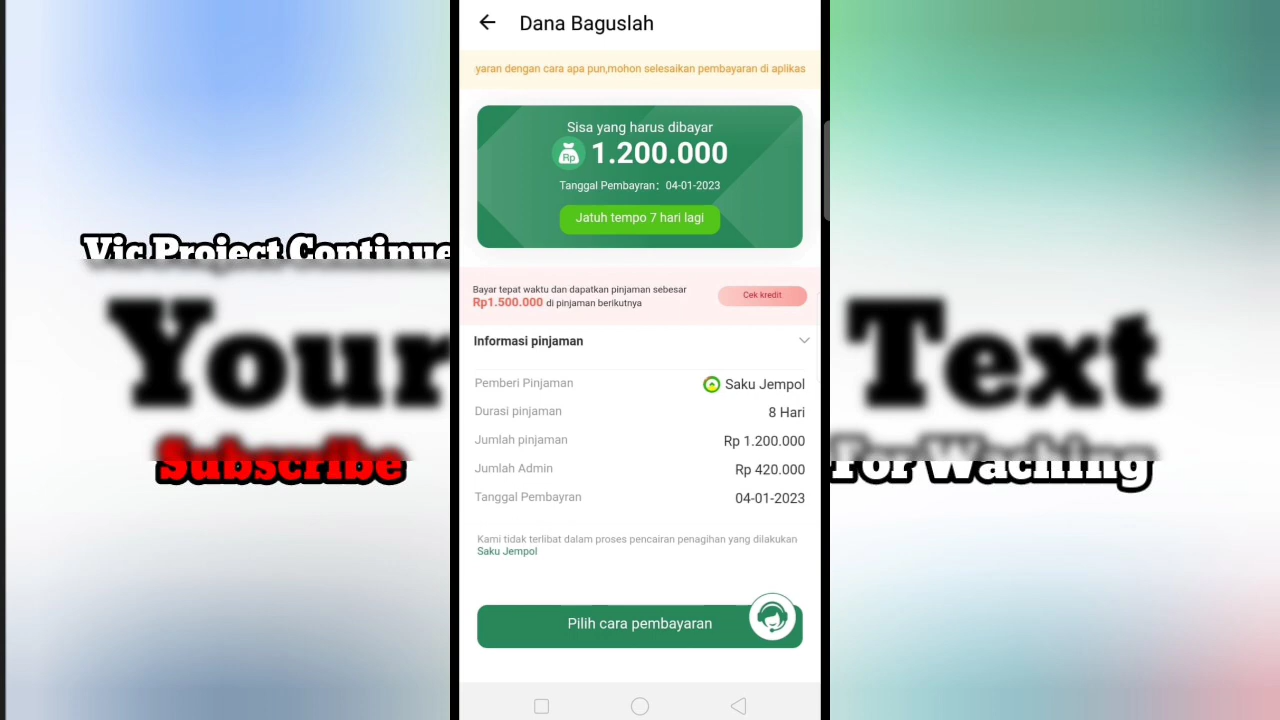 Dana Baguslah
yaran dengan cara apa pun,mohon selesaikan pembayaran di aplikas
Sisa yang harus dibayar
Rp 1.200.000
Tanggal Pembayran: 04-01-2023
Jatuh tempo 7 hari lagi
Bayar tepat waktu dan dapatkan pinjaman sebesar
Rp1.500.000 di pinjaman berikutnya
Cek kredit
Informasi pinjaman
Pemberi Pinjaman Saku Jempol
Durasi pinjaman 8 Hari
Jumlah pinjaman Rp 1.200.000
Jumlah Admin Rp 420.000
Tanggal Pembayran 04-01-2023
Kami tidak terlibat dalam proses pencairan penagihan yang dilakukan
Saku Jempol
Pilih cara pembayaran
Vic Project Continue
Your Text
Subscribe
For Waching